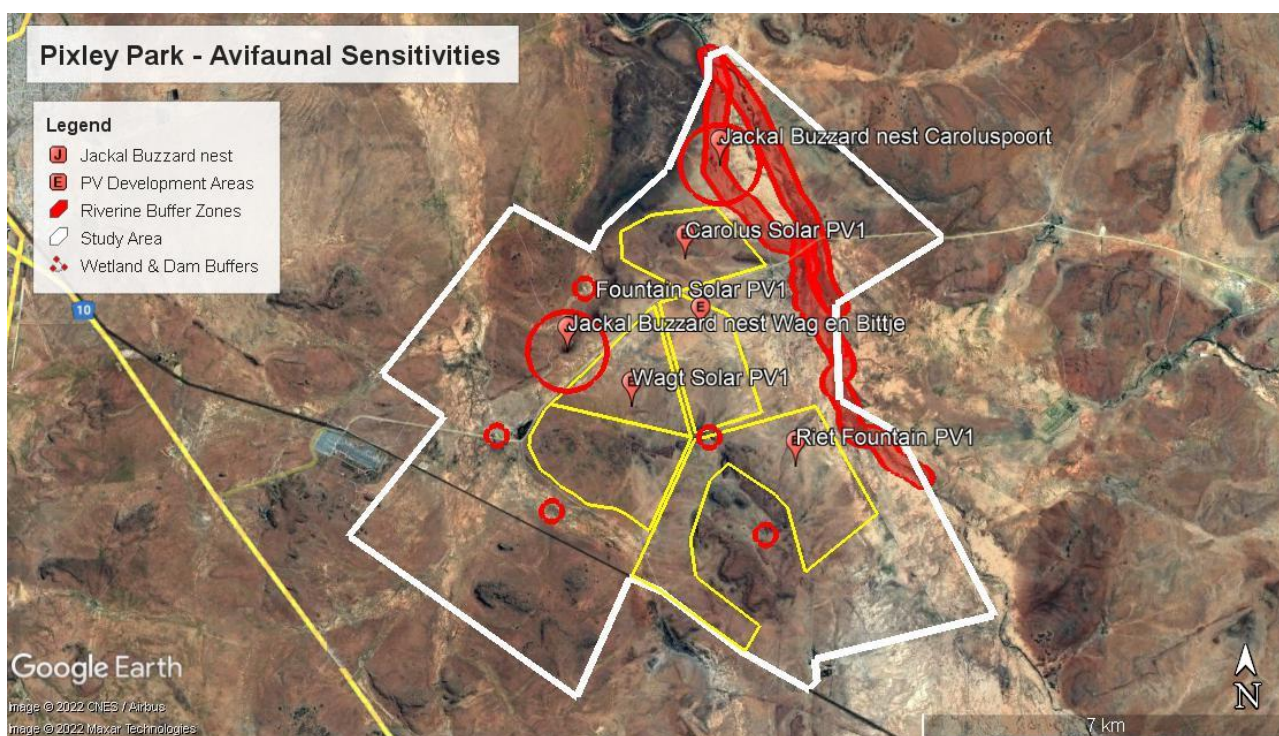 Pixley Park - Avifaunal Sensitivities
Legend
J Jackal Buzzard nest
E PV Development Areas
Riverine Buffer Zones
Study Area
Wetland & Dam Buffers
Jackal Buzzard nest Caroluspoort
Carolus Solar PV1
Fountain Solar PV1
E
Jackal Buzzard nest Wag en Bittje
10
Wagt Solar PV1
Riet Fountain PV1
Google Earth
Image © 2022 CNES / Airbus
Image © 2022 Maxar Technologies
N
7 km